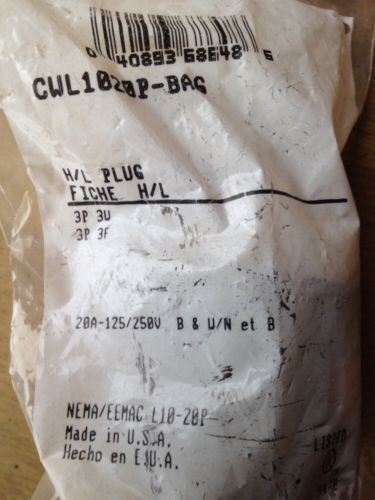 0 40893 68648 6
CWL1020P-BAG
H/L PLUG
FICHE H/L
3P 3W
3P 3F
20A-125/250V B & W/N et B
NEMA/EEMAC L10-20P
Made in U.S.A.
Hecho en E.U.A.
LISTED